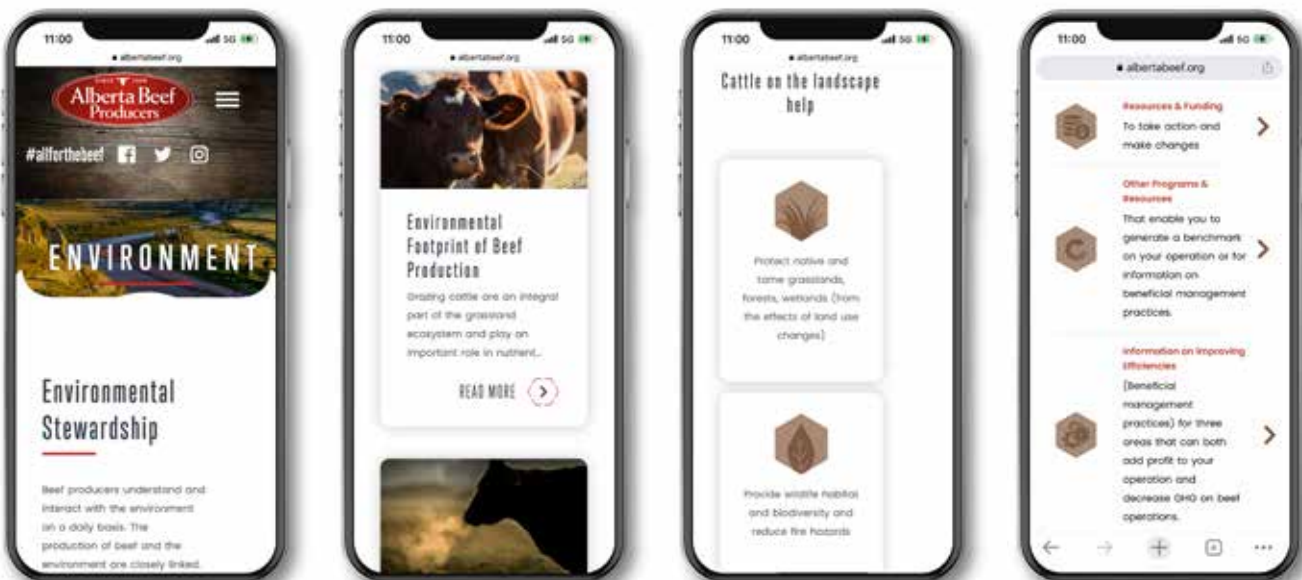 11:00
5G
albertabeef.org
SINCE 1896
Alberta Beef
Producers
#allforthebeef
ENVIRONMENT
Environmental
Stewardship
Beef producers understand and
interact with the environment
on a daily basis. The
production of beef and the
environment are closely linked.
11:00
5G
albertabeef.org
Environmental
Footprint of Beef
Production
Grazing cattle are an integral
part of the grassland
ecosystem and play an
important role in nutrient...
READ MORE
11:00
5G
albertabeef.org
Cattle on the landscape
help
Protect native and
tame grasslands,
forests, wetlands (from
the effects of land use
changes)
Provide wildlife habitat
and biodiversity and
reduce fire hazards
11:00
5G
albertabeef.org
Resources & Funding
To take action and
make changes
Other Programs &
Resources
That enable you to
generate a benchmark
on your operation or for
information on
beneficial management
practices.
Information on Improving
Efficiencies
(Beneficial
management
practices) for three
areas that can both
add profit to your
operation and
decrease GHG on beef
operations.